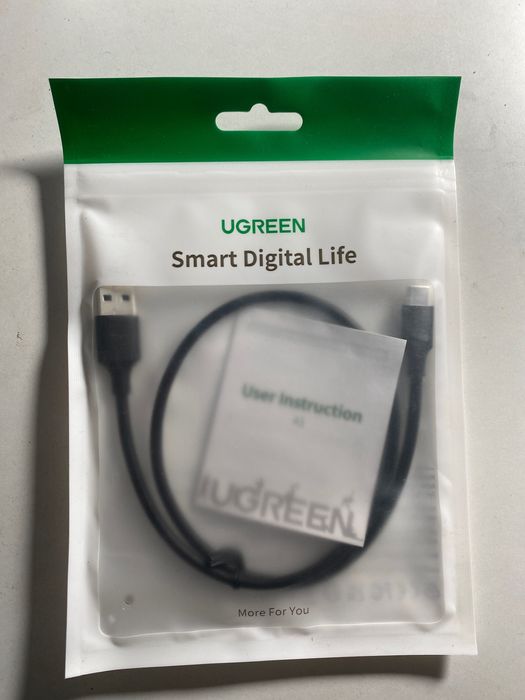 UGREEN
Smart Digital Life
User Instruction
UGREEN
More For You